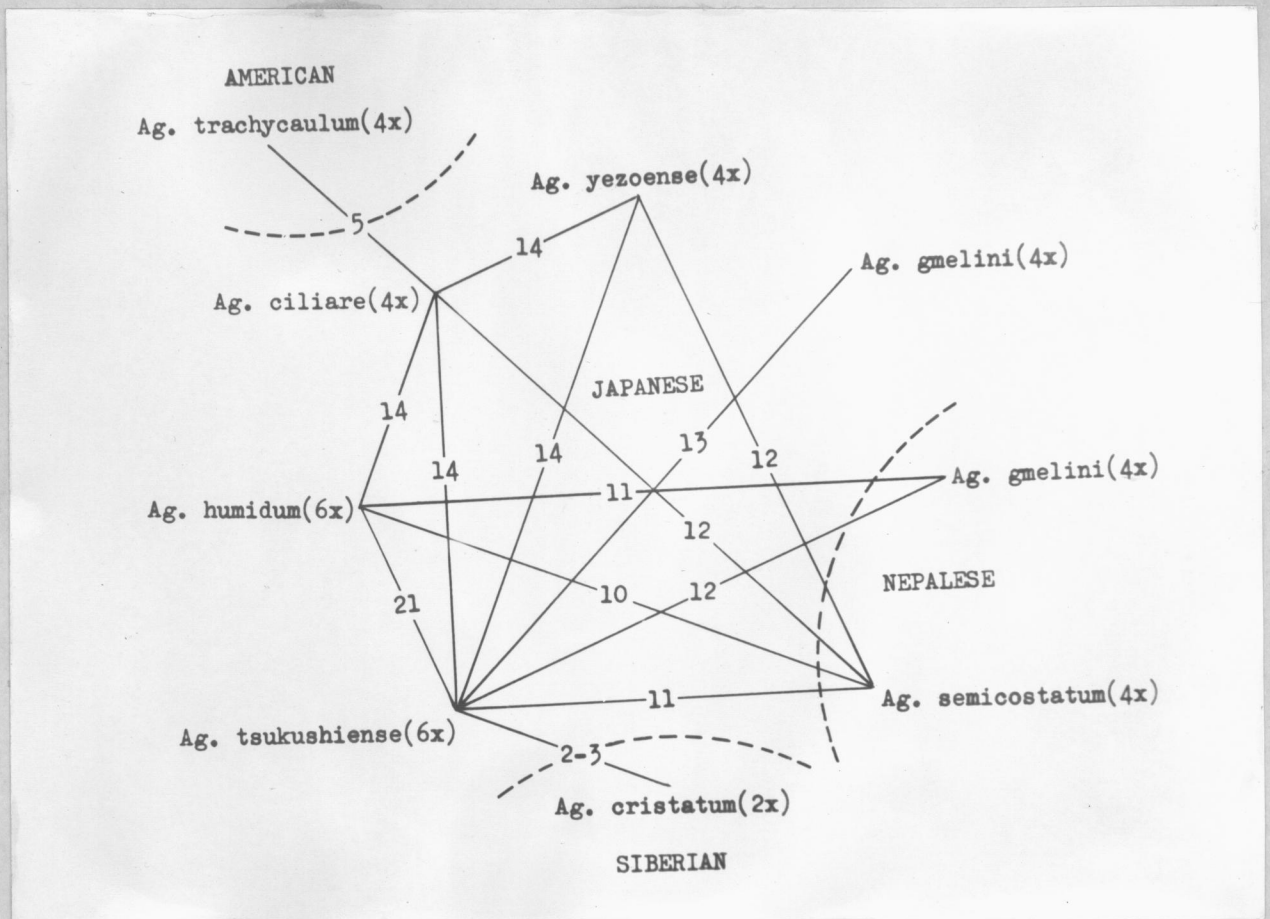 AMERICAN
Ag. trachycaulum(4x)
Ag. yezoense(4x)
5
14
Ag. gmelini(4x)
Ag. ciliare(4x)
JAPANESE
14
13
14
14
12
Ag. gmelini(4x)
11
Ag. humidum(6x)
12
NEPALESE
10
12
21
Ag. semicostatum(4x)
11
Ag. tsukushiense(6x)
2-3
Ag. cristatum(2x)
SIBERIAN